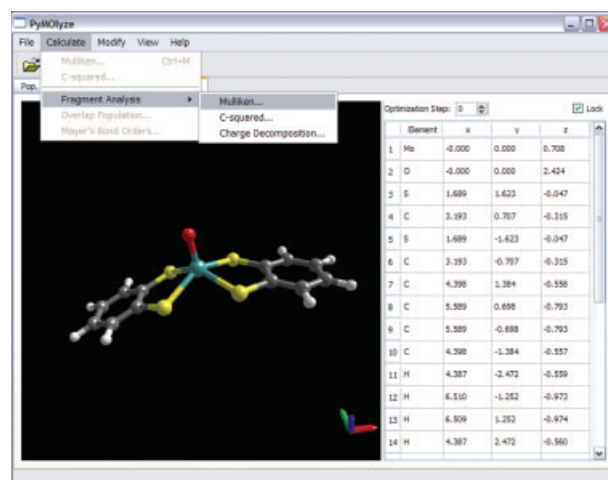 PyMOlyze
File Calculate Modify View Help
Mulliken... Ctrl+M
C-squared...
Pop.
Fragment Analysis
Mulliken...
Overlap Population...
C-squared...
Mayer's Bond Orders...
Charge Decomposition...
Optimization Step: 0 Lock
Element x y z
1 Mo -0.000 0.000 0.708
2 O -0.000 0.000 2.424
3 S 1.689 1.623 -0.047
4 C 3.193 0.707 -0.315
5 S 1.689 -1.623 -0.047
6 C 3.193 -0.707 -0.315
7 C 4.398 1.384 -0.558
8 C 5.589 0.698 -0.793
9 C 5.589 -0.698 -0.793
10 C 4.398 -1.384 -0.557
11 H 4.387 -2.472 -0.559
12 H 6.510 -1.252 -0.973
13 H 6.509 1.252 -0.974
14 H 4.387 2.472 -0.560